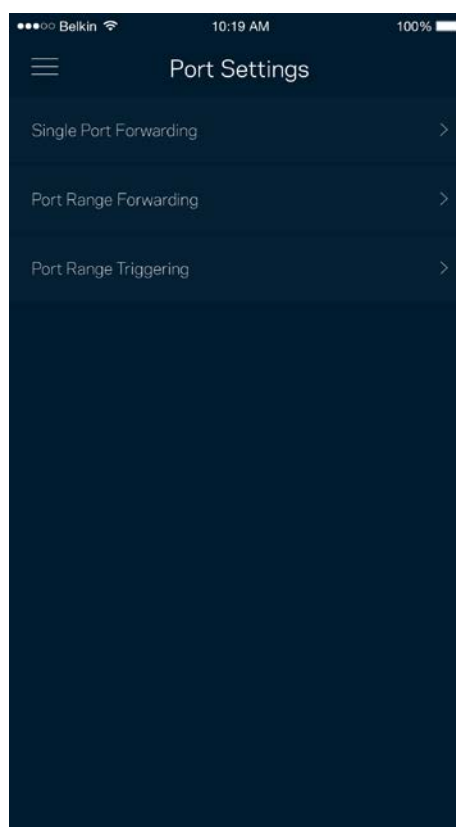 Belkin 10:19 AM 100%
Port Settings
Single Port Forwarding
Port Range Forwarding
Port Range Triggering